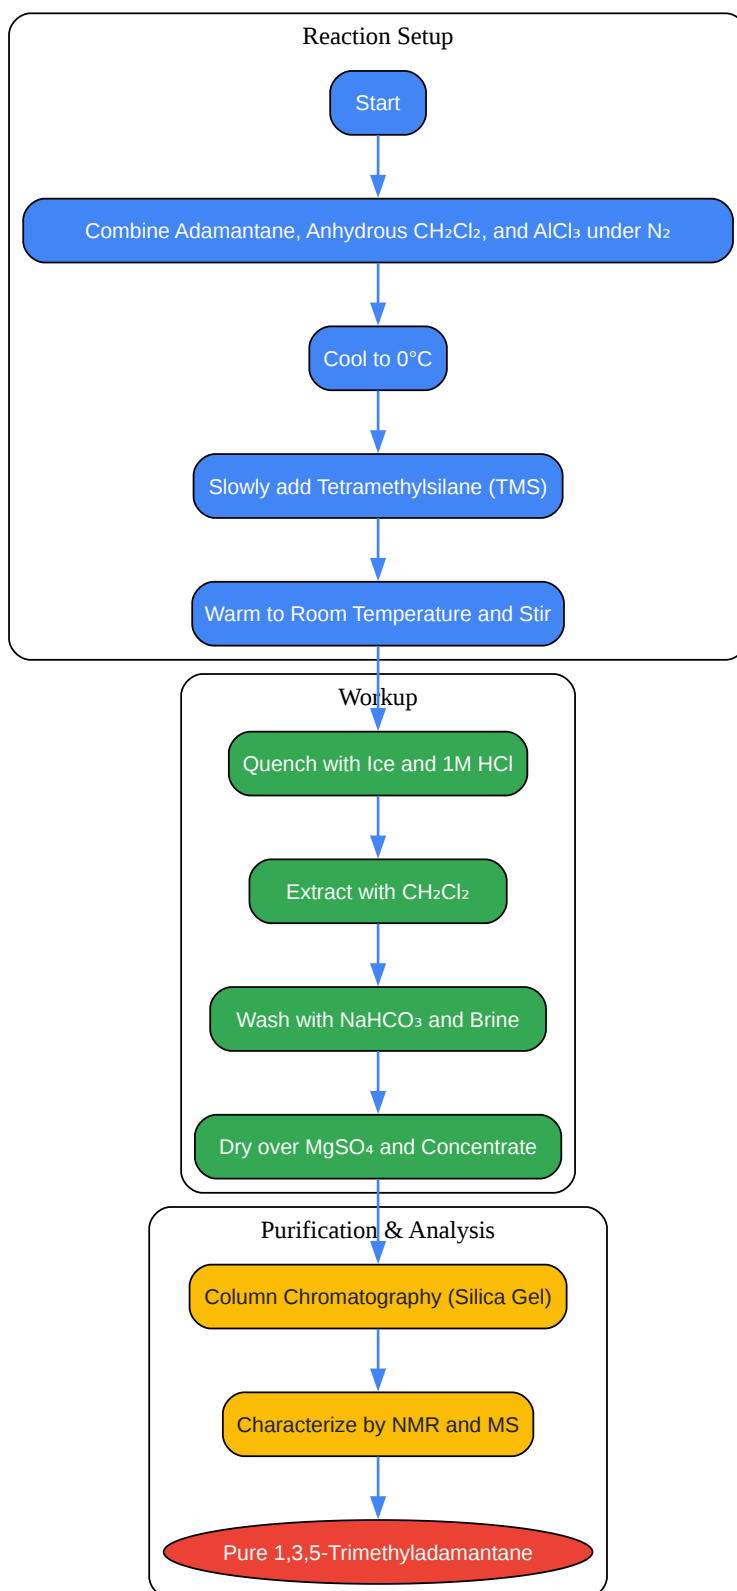 Reaction Setup
Start
Combine Adamantane, Anhydrous CH₂Cl₂, and AlCl₃ under N₂
Cool to 0°C
Slowly add Tetramethylsilane (TMS)
Warm to Room Temperature and Stir
Workup
Quench with Ice and 1M HCl
Extract with CH₂Cl₂
Wash with NaHCO₃ and Brine
Dry over MgSO₄ and Concentrate
Purification & Analysis
Column Chromatography (Silica Gel)
Characterize by NMR and MS
Pure 1,3,5-Trimethyladamantane